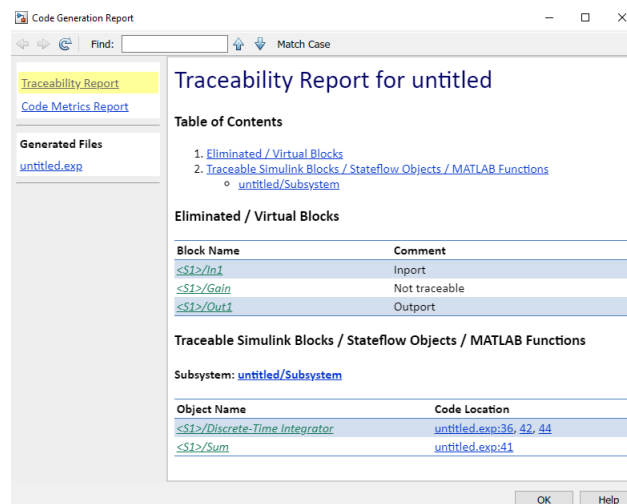 Code Generation Report
Find: Match Case
Traceability Report
Code Metrics Report
Generated Files
untitled.exp
Traceability Report for untitled
Table of Contents
1. Eliminated / Virtual Blocks
2. Traceable Simulink Blocks / Stateflow Objects / MATLAB Functions
○ untitled/Subsystem
Eliminated / Virtual Blocks
Block Name Comment
<S1>/In1 Inport
<S1>/Gain Not traceable
<S1>/Out1 Outport
Traceable Simulink Blocks / Stateflow Objects / MATLAB Functions
Subsystem: untitled/Subsystem
Object Name Code Location
<S1>/Discrete-Time Integrator untitled.exp:36, 42, 44
<S1>/Sum untitled.exp:41
OK Help